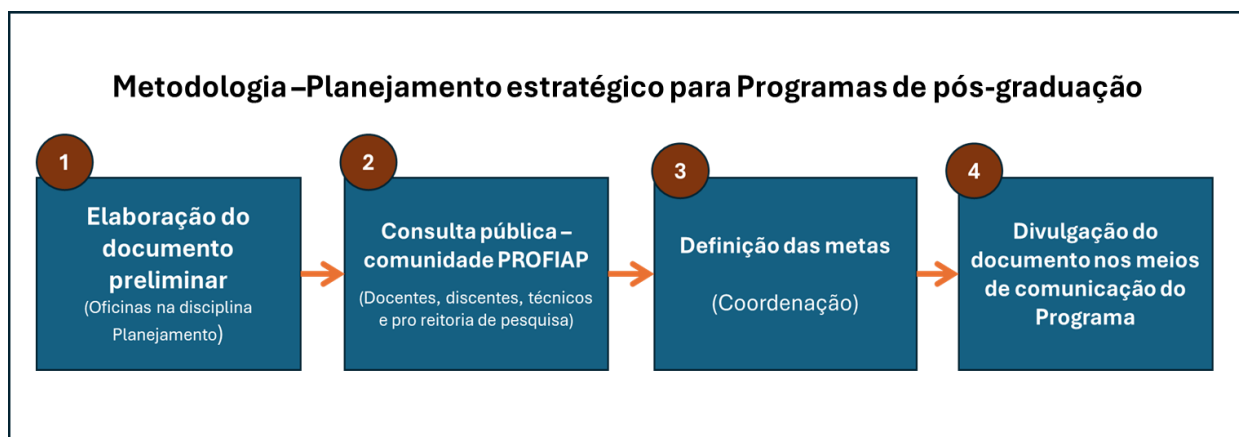 Metodologia –Planejamento estratégico para Programas de pós-graduação
1
Elaboração do
documento
preliminar
(Oficinas na disciplina
Planejamento)
2
Consulta pública –
comunidade PROFIAP
(Docentes, discentes, técnicos
e pro reitoria de pesquisa)
3
Definição das metas
(Coordenação)
4
Divulgação do
documento nos meios
de comunicação do
Programa